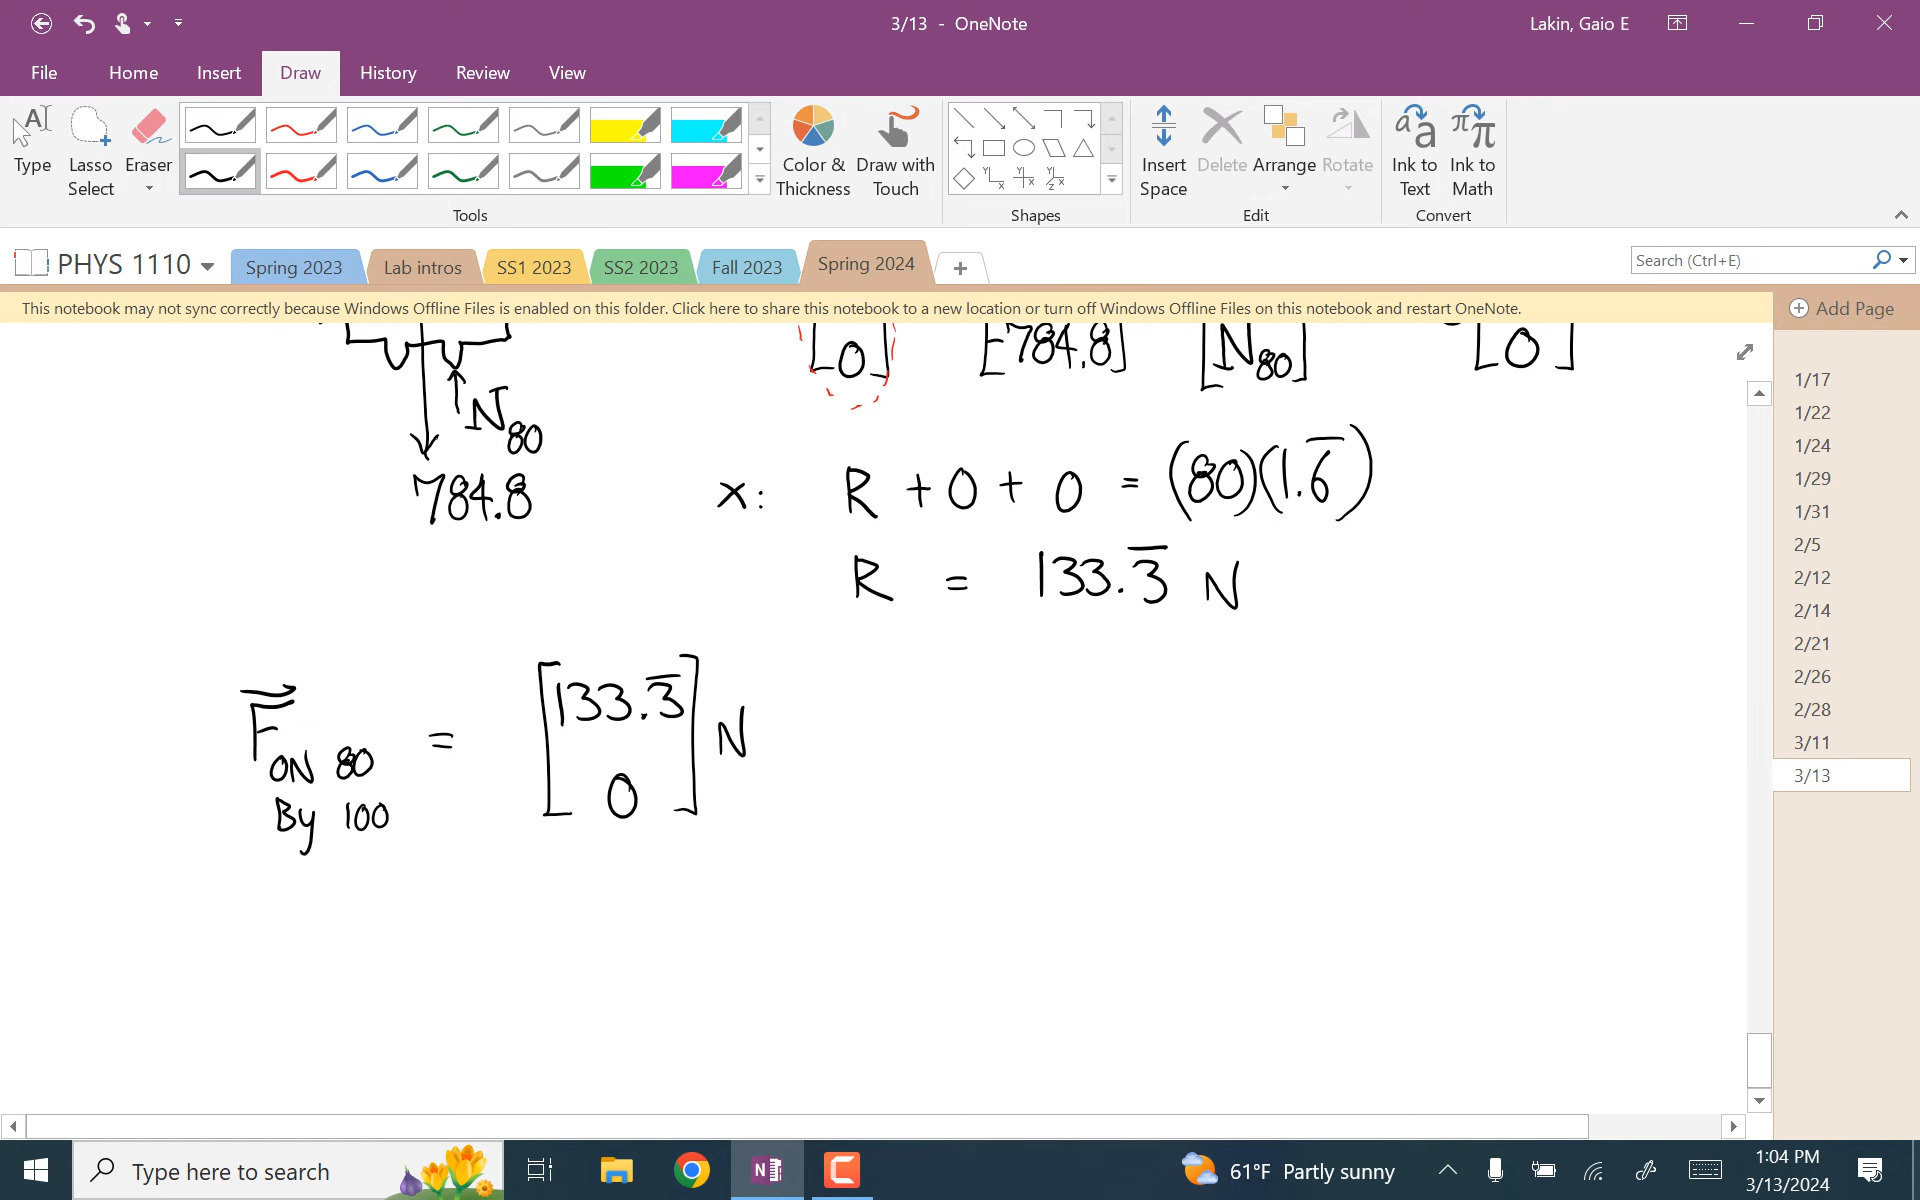 3/13 - OneNote
Lakin, Gaio E
File Home Insert Draw History Review View
Type
Lasso Select
Eraser
Color & Thickness
Draw with Touch
Insert Space
Delete
Arrange
Rotate
Ink to Text
Ink to Math
Tools
Shapes
Edit
Convert
PHYS 1110
Spring 2023
Lab intros
SS1 2023
SS2 2023
Fall 2023
Spring 2024
Search (Ctrl+E)
This notebook may not sync correctly because Windows Offline Files is enabled on this folder. Click here to share this notebook to a new location or turn off Windows Offline Files on this notebook and restart OneNote.
Add Page
1/17
1/22
1/24
1/29
1/31
2/5
2/12
2/14
2/21
2/26
2/28
3/11
3/13
[0] [-784.8] [N₈₀] [0]
N₈₀
784.8
x: R + 0 + 0 = (80)(1.6̅)
R = 133.3̅ N
F⃗ ON 80 By 100 = [133.3̅ 0] N
Type here to search
61°F Partly sunny
1:04 PM
3/13/2024